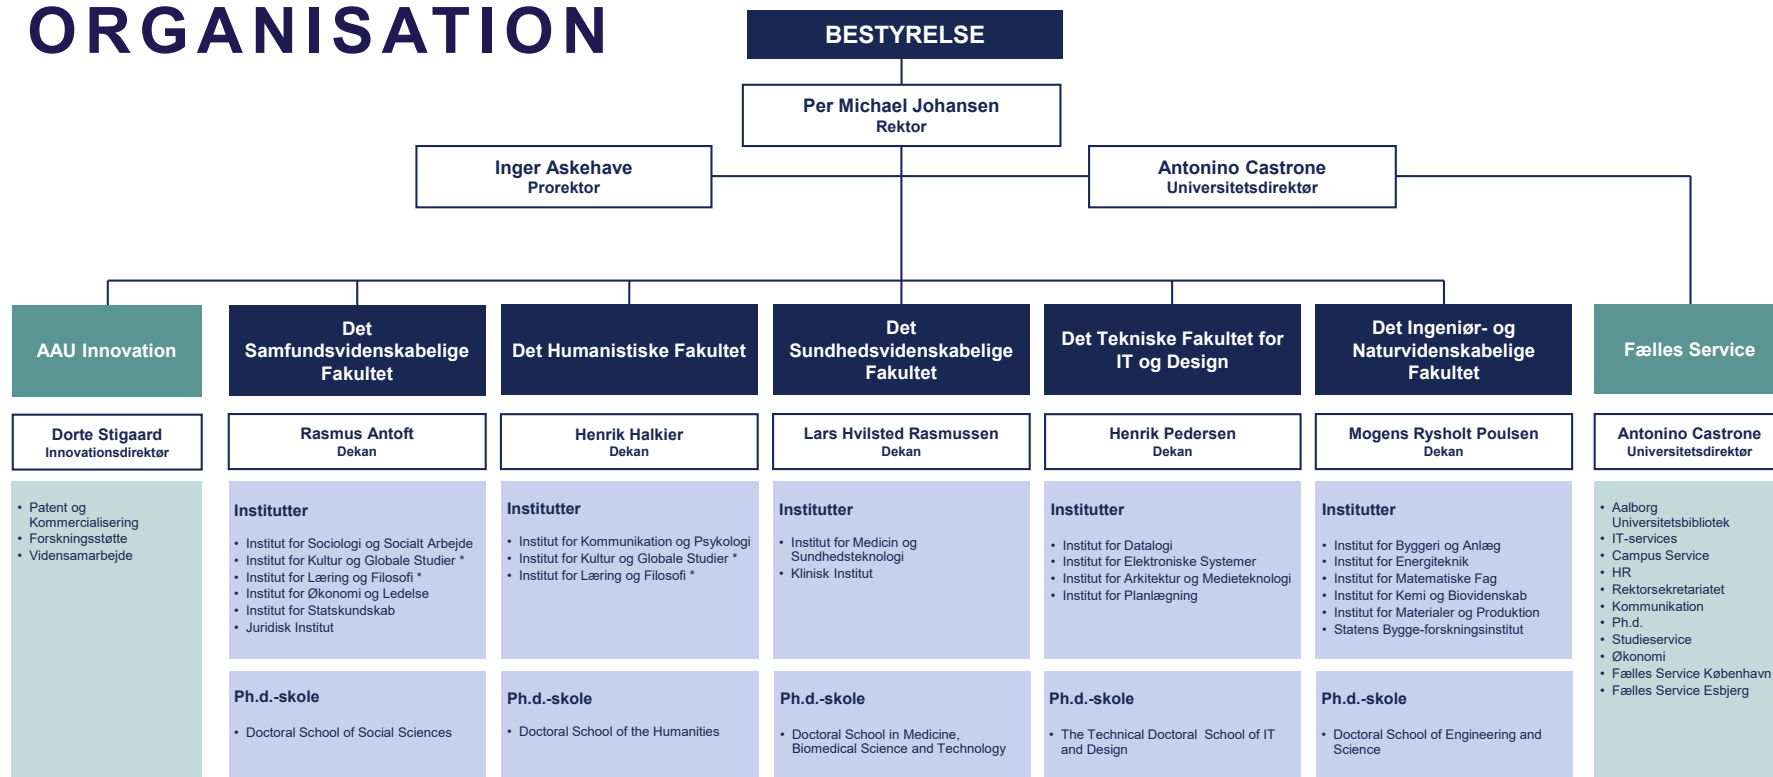 ORGANISATION
BESTYRELSE
Per Michael Johansen
Rektor
Inger Askehave
Prorektor
Antonino Castrone
Universitetsdirektør
AAU Innovation
Dorte Stigaard
Innovationsdirektør
• Patent og
Kommercialisering
• Forskningsstøtte
• Vidensamarbejde
Det
Samfundsvidenskabelige
Fakultet
Rasmus Antoft
Dekan
Institutter
• Institut for Sociologi og Socialt Arbejde
• Institut for Kultur og Globale Studier *
• Institut for Læring og Filosofi *
• Institut for Økonomi og Ledelse
• Institut for Statskundskab
• Juridisk Institut
Ph.d.-skole
• Doctoral School of Social Sciences
Det Humanistiske Fakultet
Henrik Halkier
Dekan
Institutter
• Institut for Kommunikation og Psykologi
• Institut for Kultur og Globale Studier *
• Institut for Læring og Filosofi *
Ph.d.-skole
• Doctoral School of the Humanities
Det
Sundhedsvidenskabelige
Fakultet
Lars Hvilsted Rasmussen
Dekan
Institutter
• Institut for Medicin og
Sundhedsteknologi
• Klinisk Institut
Ph.d.-skole
• Doctoral School in Medicine,
Biomedical Science and Technology
Det Tekniske Fakultet for
IT og Design
Henrik Pedersen
Dekan
Institutter
• Institut for Datalogi
• Institut for Elektroniske Systemer
• Institut for Arkitektur og Medieteknologi
• Institut for Planlægning
Ph.d.-skole
• The Technical Doctoral School of IT
and Design
Det Ingeniør- og
Naturvidenskabelige
Fakultet
Mogens Rysholt Poulsen
Dekan
Institutter
• Institut for Byggeri og Anlæg
• Institut for Energiteknik
• Institut for Matematiske Fag
• Institut for Kemi og Biovidenskab
• Institut for Materialer og Produktion
• Statens Bygge-forskningsinstitut
Ph.d.-skole
• Doctoral School of Engineering and
Science
Fælles Service
Antonino Castrone
Universitetsdirektør
• Aalborg
Universitetsbibliotek
• IT-services
• Campus Service
• HR
• Rektorsekretariatet
• Kommunikation
• Ph.d.
• Studieservice
• Økonomi
• Fælles Service København
• Fælles Service Esbjerg